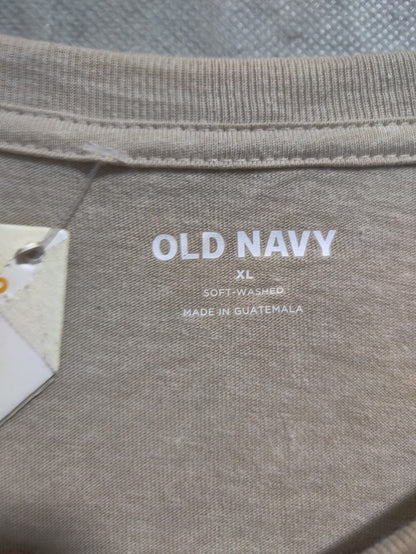 OLD NAVY
XL
SOFT-WASHED
MADE IN GUATEMALA